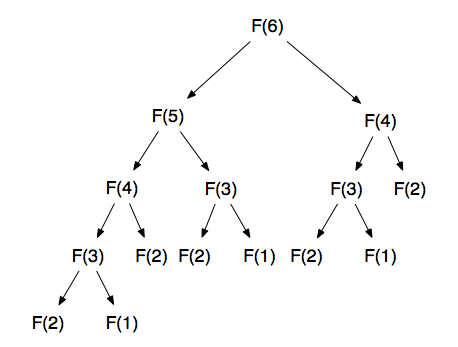 F(6)
F(5) F(4)
F(4) F(3) F(3) F(2)
F(3) F(2) F(2) F(1) F(2) F(1)
F(2) F(1)